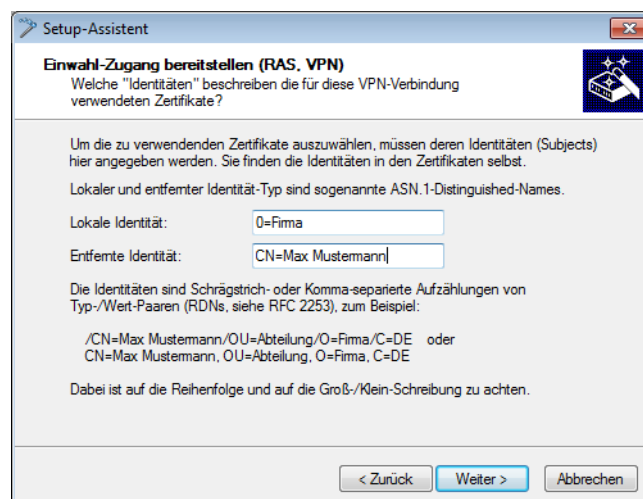 Setup-Assistent
Einwahl-Zugang bereitstellen (RAS, VPN)
Welche "Identitäten" beschreiben die für diese VPN-Verbindung
verwendeten Zertifikate?
Um die zu verwendenden Zertifikate auszuwählen, müssen deren Identitäten (Subjects)
hier angegeben werden. Sie finden die Identitäten in den Zertifikaten selbst.
Lokaler und entfernter Identität-Typ sind sogenannte ASN.1-Distinguished-Names.
Lokale Identität: 0=Firma
Entfernte Identität: CN=Max Mustermann
Die Identitäten sind Schrägstrich- oder Komma-separierte Aufzählungen von
Typ-/Wert-Paaren (RDNs, siehe RFC 2253), zum Beispiel:
/CN=Max Mustermann/OU=Abteilung/O=Firma/C=DE oder
CN=Max Mustermann, OU=Abteilung, O=Firma, C=DE
Dabei ist auf die Reihenfolge und auf die Groß-/Klein-Schreibung zu achten.
< Zurück Weiter > Abbrechen